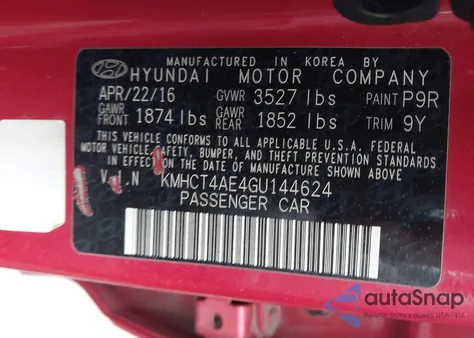 MANUFACTURED IN KOREA BY
HYUNDAI MOTOR COMPANY
APR/22/16 GVWR 3527 lbs PAINT P9R
GAWR FRONT 1874 lbs GAWR REAR 1852 lbs TRIM 9Y
THIS VEHICLE CONFORMS TO ALL APPLICABLE U.S.A. FEDERAL
MOTOR VEHICLE SAFETY, BUMPER, AND THEFT PREVENTION
STANDARDS IN EFFECT ON THE DATE OF MANUFACTURE SHOWN ABOVE
V.I.N KMHCT4AE4GU144624
PASSENGER CAR
autoSnap